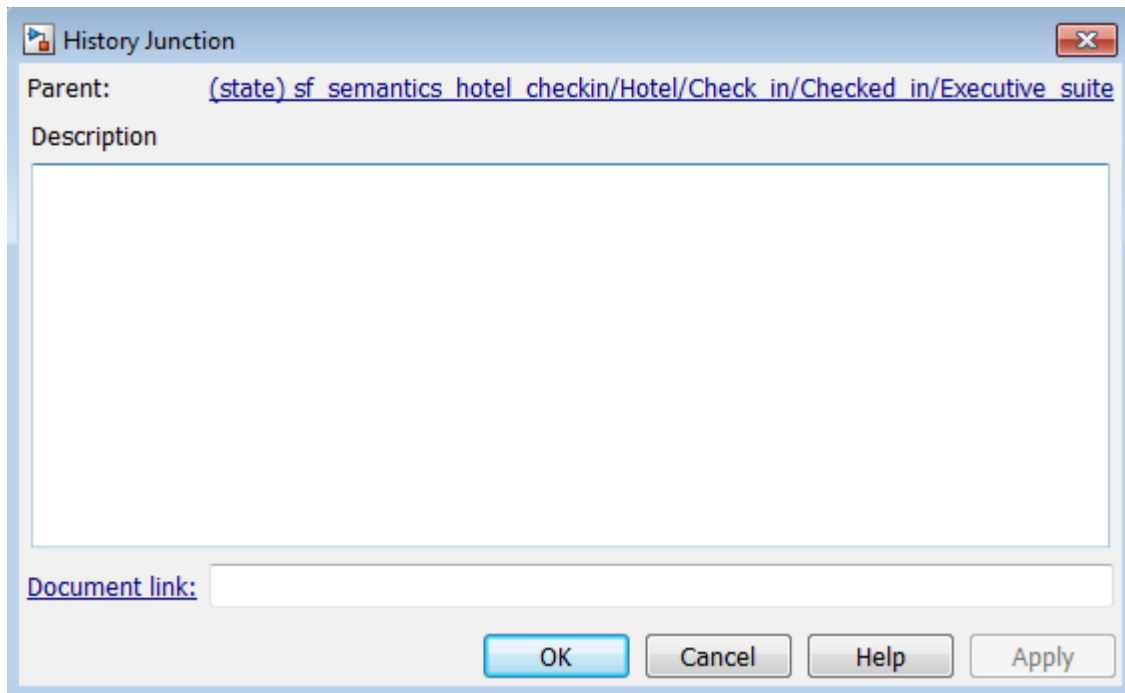 History Junction
Parent: (state) sf_semantics_hotel_checkin/Hotel/Check_in/Checked_in/Executive_suite
Description
Document link:
OK Cancel Help Apply